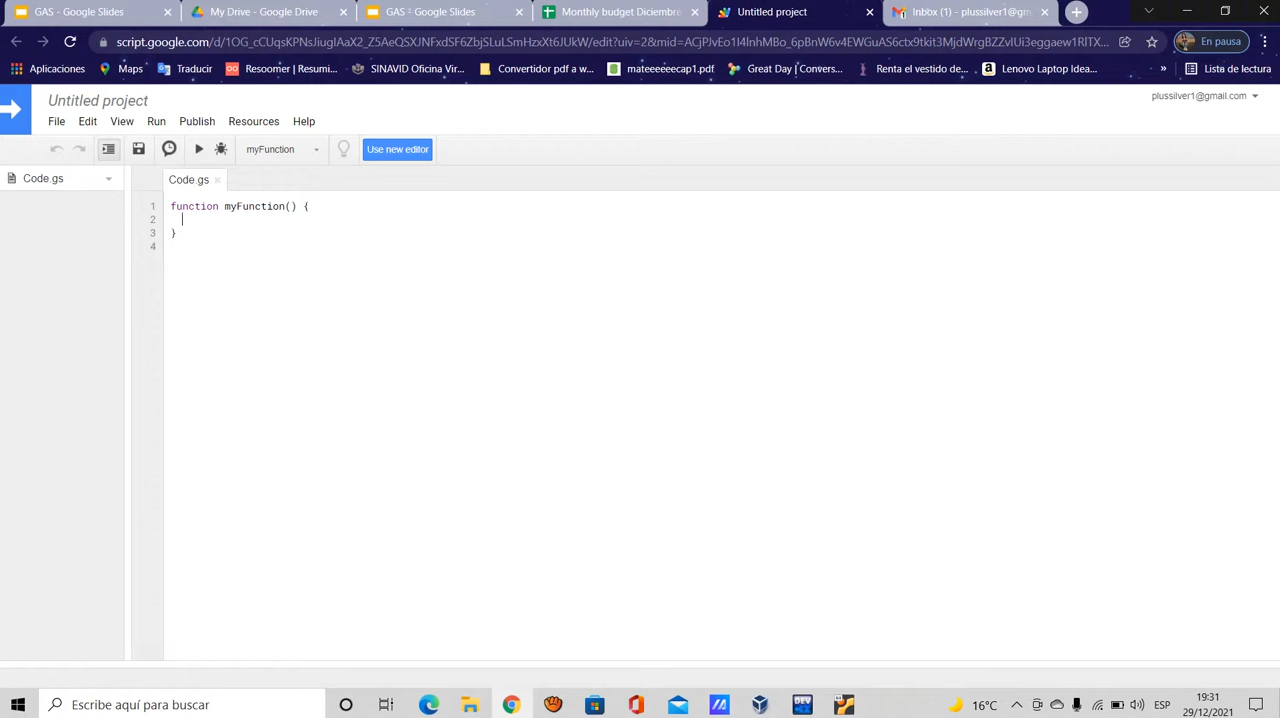 GAS - Google Slides
My Drive - Google Drive
GAS - Google Slides
Monthly budget Diciembre
Untitled project
Inbox (1) - plussilver1@gm
script.google.com/d/1OG_cCUqsKPNsJiuglAaX2_Z5AeQSXJNFxdSF6ZbjSLuLSmHzxXt6JUkW/edit?uiv=2&mid=ACjPJvEo1I4lnhMBo_6pBnW6v4EWGuAS6ctx9tkit3MjdWrgBZZvlUi3eggaew1RlTX...
En pausa
Aplicaciones
Maps
Traducir
Resoomer | Resumi...
SINAVID Oficina Vir...
Convertidor pdf a w...
mateeeeeecap1.pdf
Great Day ( Convers...
Renta el vestido de...
Lenovo Laptop Idea...
»
Lista de lectura
Untitled project
plussilver1@gmail.com
File Edit View Run Publish Resources Help
myFunction
Use new editor
Code.gs
Code.gs
1 function myFunction() {
2
3 }
4
Escribe aquí para buscar
16°C
ESP
19:31
29/12/2021